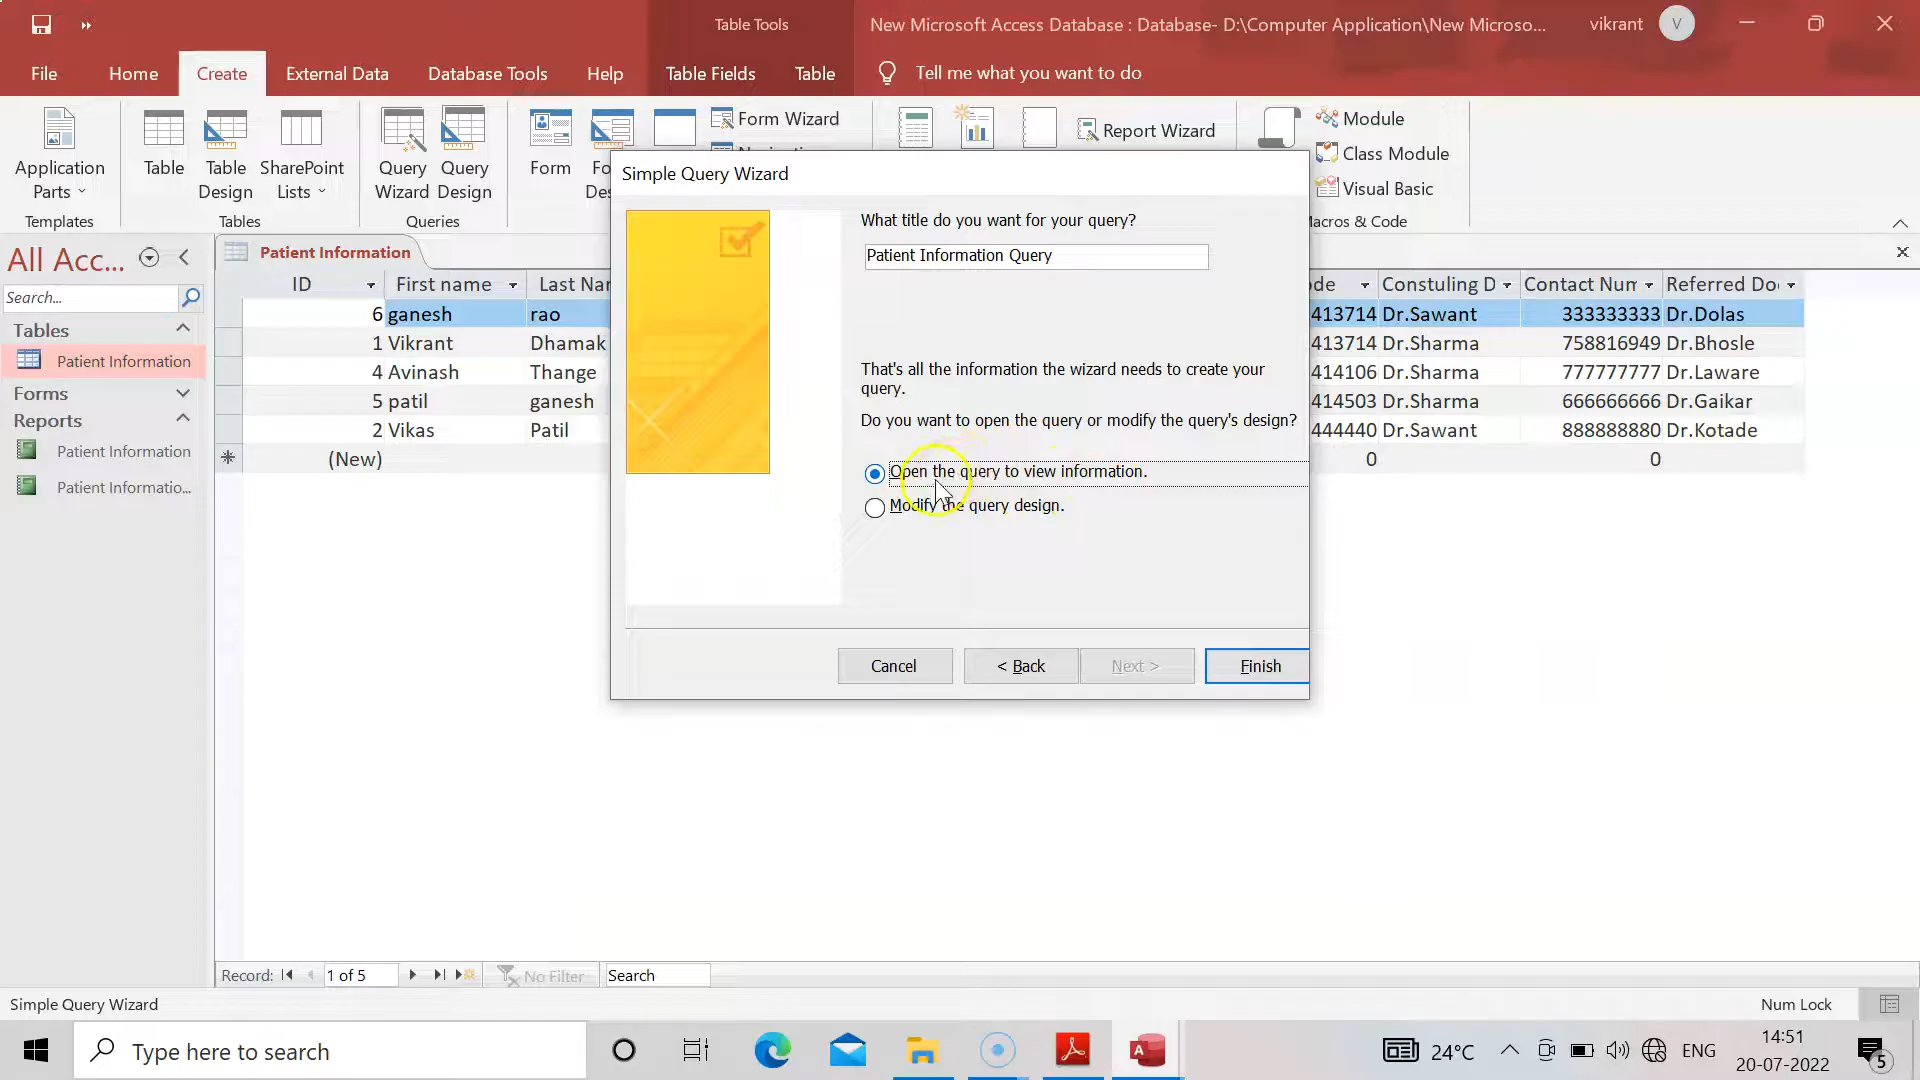 Table Tools
New Microsoft Access Database : Database- D:\Computer Application\New Microso...
vikrant
V
File
Home
Create
External Data
Database Tools
Help
Table Fields
Table
Tell me what you want to do
Application Parts
Templates
Table
Table Design
SharePoint Lists
Tables
Query Wizard
Query Design
Queries
Form
Fo
Des
Form Wizard
Report Wizard
Module
Class Module
Visual Basic
Macros & Code
All Acc...
Search...
Tables
Patient Information
Forms
Reports
Patient Information
Patient Informatio...
Patient Information
ID First name Last Nar
6 ganesh rao
1 Vikrant Dhamak
4 Avinash Thange
5 patil ganesh
2 Vikas Patil
(New)
Simple Query Wizard
What title do you want for your query?
Patient Information Query
That's all the information the wizard needs to create your
query.
Do you want to open the query or modify the query's design?
Open the query to view information.
Modify the query design.
Cancel
< Back
Next >
Finish
ode Constuling D Contact Num Referred Do
413714 Dr.Sawant 333333333 Dr.Dolas
413714 Dr.Sharma 758816949 Dr.Bhosle
414106 Dr.Sharma 777777777 Dr.Laware
414503 Dr.Sharma 666666666 Dr.Gaikar
444440 Dr.Sawant 888888880 Dr.Kotade
0 0
Record: 1 of 5 No Filter Search
Simple Query Wizard
Num Lock
Type here to search
24°C
ENG
14:51
20-07-2022
5